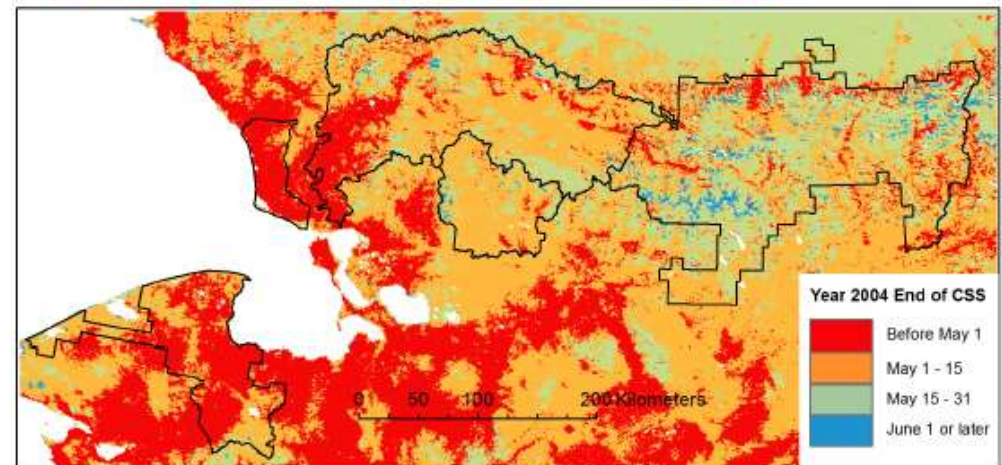 Year 2004 End of CSS
Before May 1
May 1 - 15
May 15 - 31
June 1 or later
0 50 100 200 Kilometers